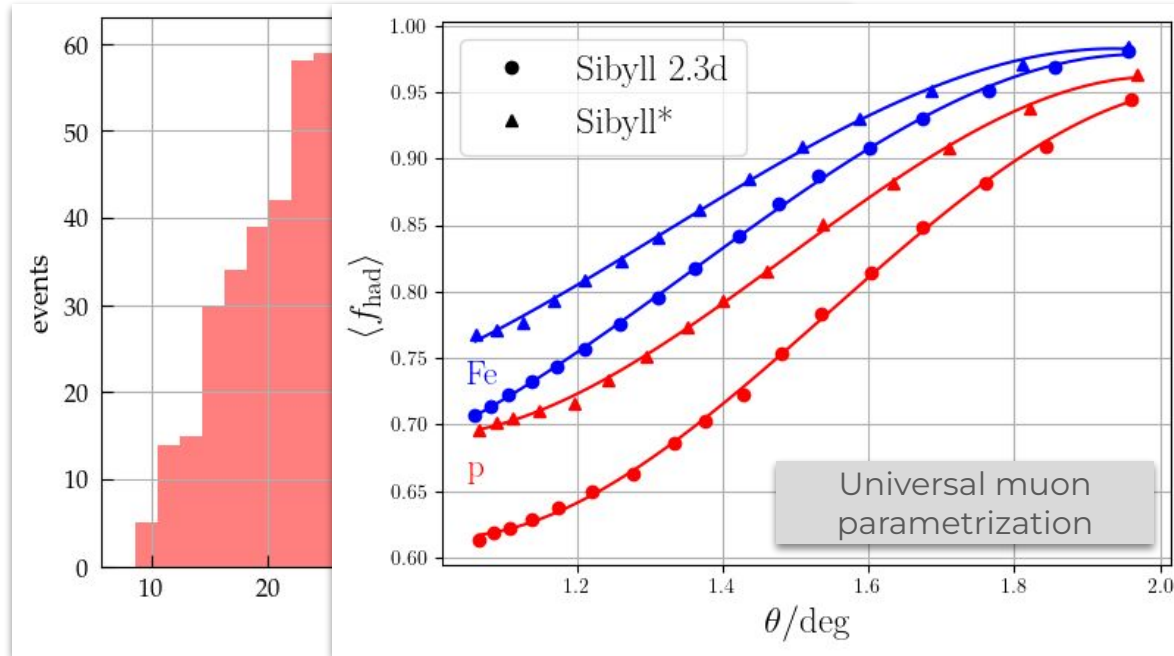 60
50
40
30
20
10
0
events
10
20
1.00
0.95
0.90
0.85
0.80
0.75
0.70
0.65
0.60
⟨f_had⟩
Sibyll 2.3d
Sibyll*
Fe
p
Universal muon
parametrization
1.2
1.4
1.6
1.8
2.0
θ/deg